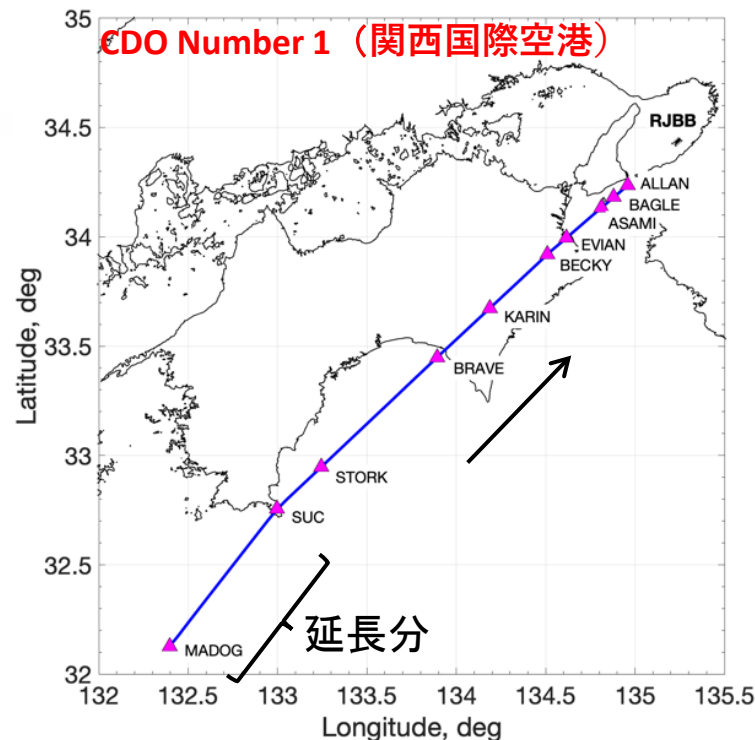 CDO Number 1（関西国際空港）
35
34.5
34
33.5
33
32.5
32
Latitude, deg
RJBB
ALLAN
BAGLE
ASAMI
EVIAN
BECKY
KARIN
BRAVE
STORK
SUC
MADOG
延長分
132 132.5 133 133.5 134 134.5 135 135.5
Longitude, deg